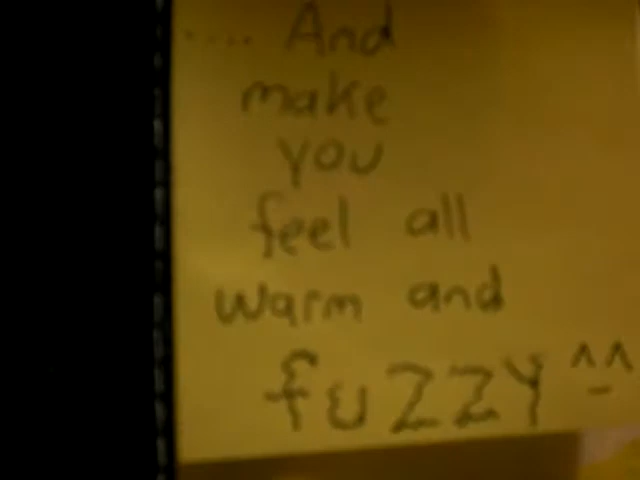 .... And
make
you
feel all
warm and
fuzzy ^_^